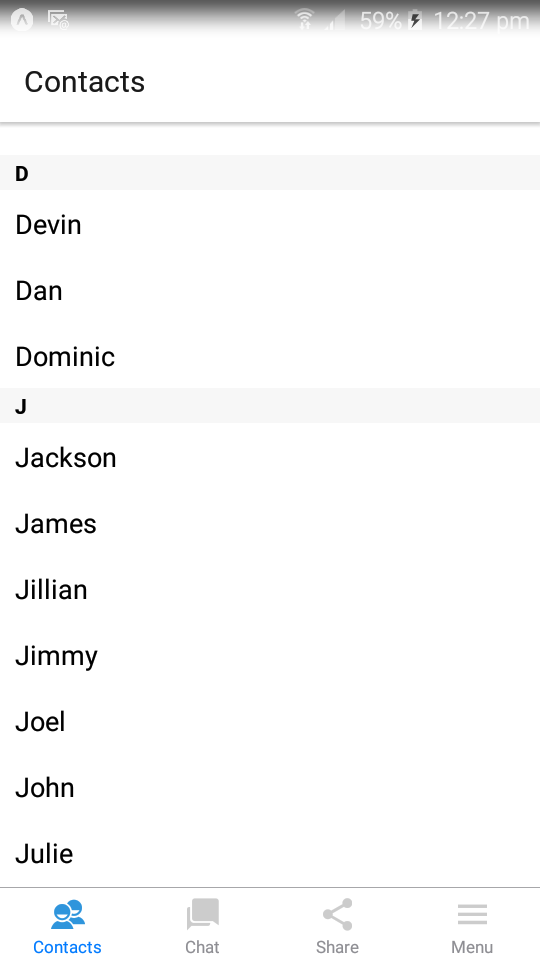 59% 12:27 pm
Contacts
D
Devin
Dan
Dominic
J
Jackson
James
Jillian
Jimmy
Joel
John
Julie
Contacts Chat Share Menu